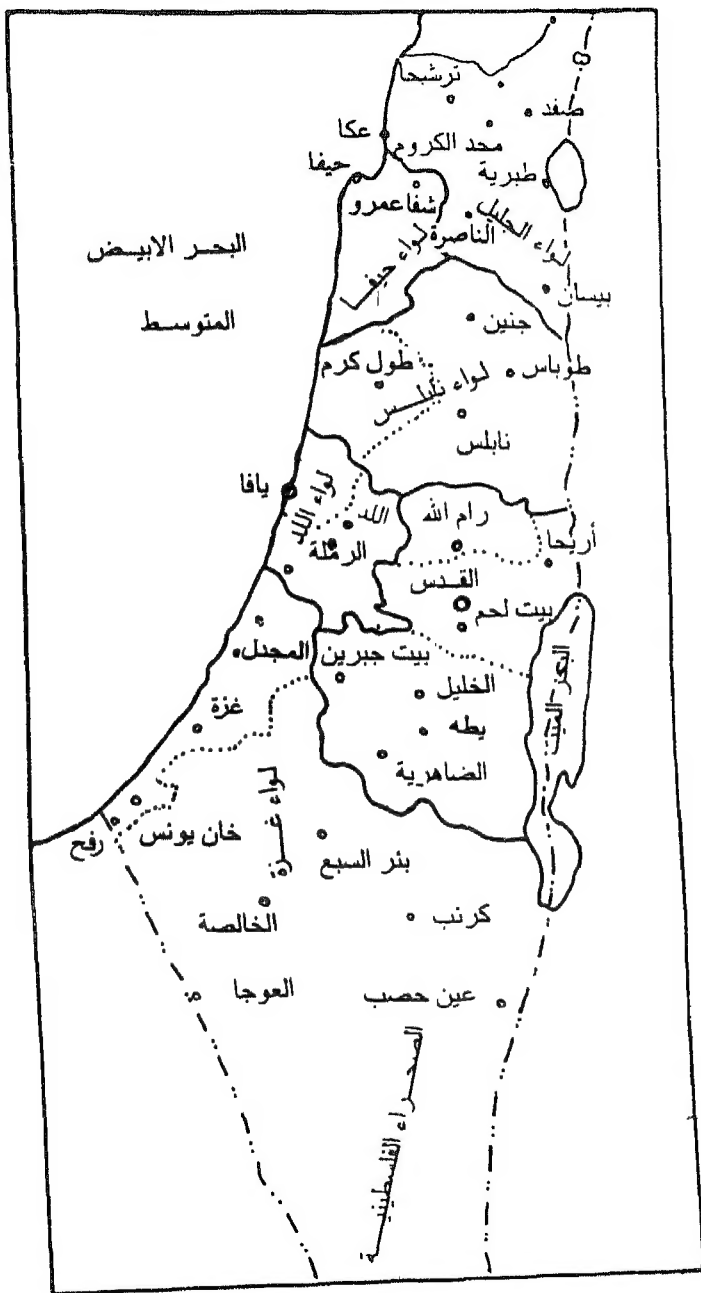 ترشيحا
صفد
عكا
مجد الكروم
حيفا
طبرية
شفاعمرو
لواء الجليل
الناصرة
لواء حيفا
البحر الابيض
المتوسط
بيسان
جنين
طول كرم
طوباس
لواء نابلس
نابلس
يافا
لواء اللد
اللد
رام الله
الرملة
أريحا
القدس
بيت لحم
بيت جبرين
المجدل
البحر الميت
الخليل
غزة
يطه
الضاهرية
لواء غزة
خان يونس
رفح
بئر السبع
الخالصة
كرنب
العوجا
عين حصب
الصحراء الفلسطينية